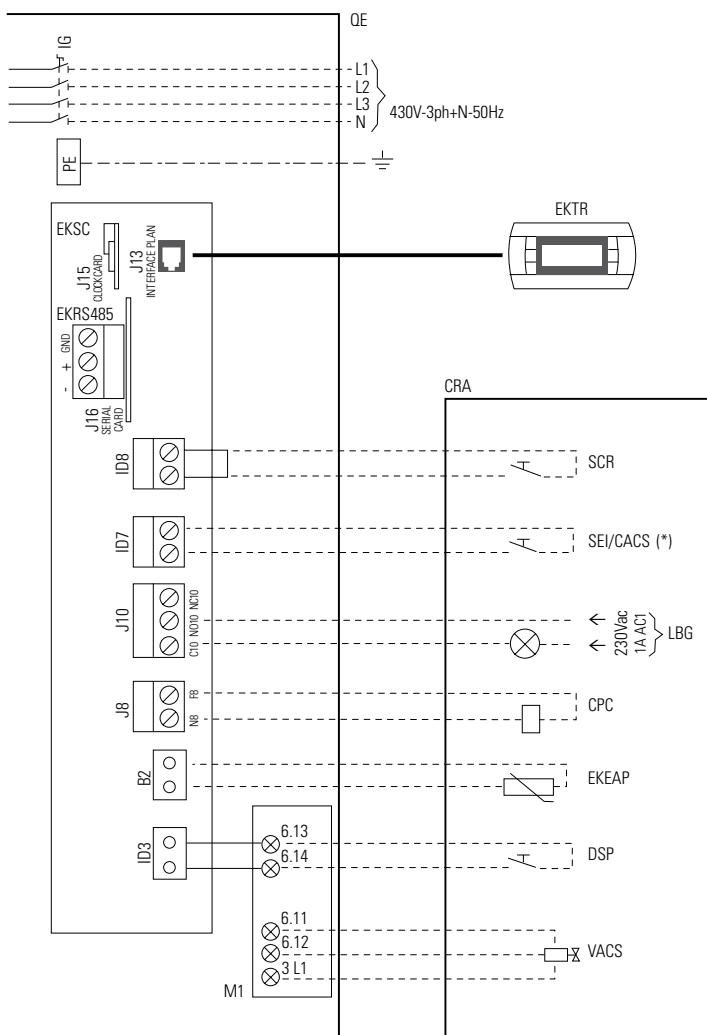 QE
IG
L1
L2
L3
N
430V-3ph+N-50Hz
PE
EKSC
J15
CLOCKCARD
J13
INTERFACE PLAN
EKTR
EKRS485
GND
+
-
J16
SERIAL
CARD
CRA
ID8
SCR
ID7
SEI/CACS (*)
J10
NC10
NO10
C10
230Vac
1A AC1
LBG
J8
F8
N8
CPC
B2
EKEAP
ID3
6.13
6.14
DSP
6.11
6.12
3 L1
VACS
M1